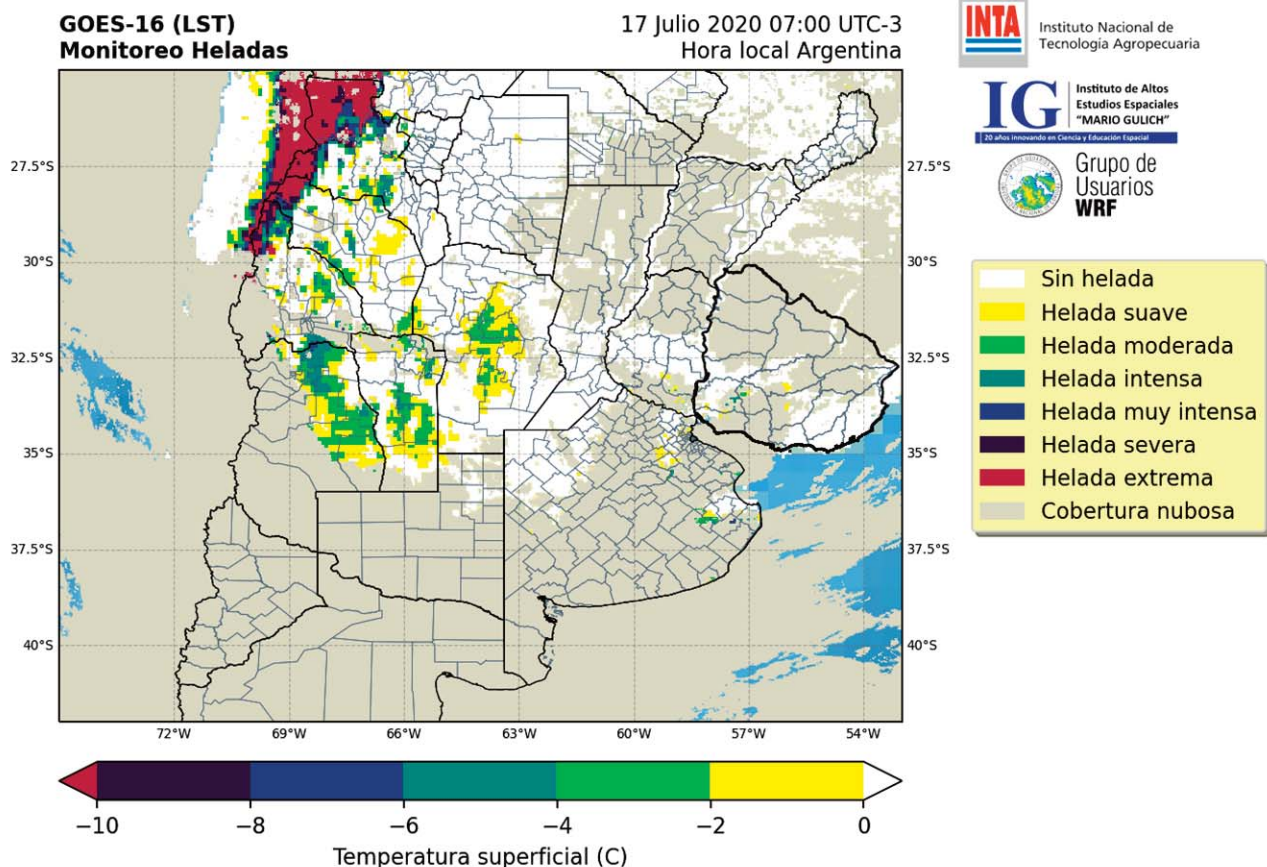 GOES-16 (LST)
Monitoreo Heladas
17 Julio 2020 07:00 UTC-3
Hora local Argentina
27.5°S
30°S
32.5°S
35°S
37.5°S
40°S
27.5°S
30°S
32.5°S
35°S
37.5°S
40°S
72°W
69°W
66°W
63°W
60°W
57°W
54°W
−10
−8
−6
−4
−2
0
Temperatura superficial (C)
INTA
Instituto Nacional de
Tecnología Agropecuaria
IG
Instituto de Altos
Estudios Espaciales
"MARIO GULICH"
20 años innovando en Ciencia y Educación Espacial
Grupo de
Usuarios
WRF
Sin helada
Helada suave
Helada moderada
Helada intensa
Helada muy intensa
Helada severa
Helada extrema
Cobertura nubosa